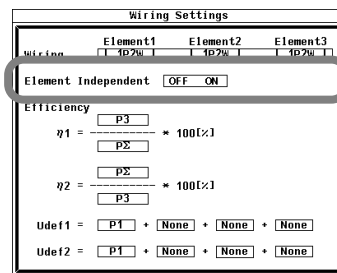 Wiring Settings
Element1 Element2 Element3
Wiring 1P2W 1P2W 1P2W
Element Independent OFF ON
Efficiency
P3
η1 = ---------- * 100[%]
PΣ
PΣ
η2 = ---------- * 100[%]
P3
Udef1 = P1 + None + None + None
Udef2 = P1 + None + None + None